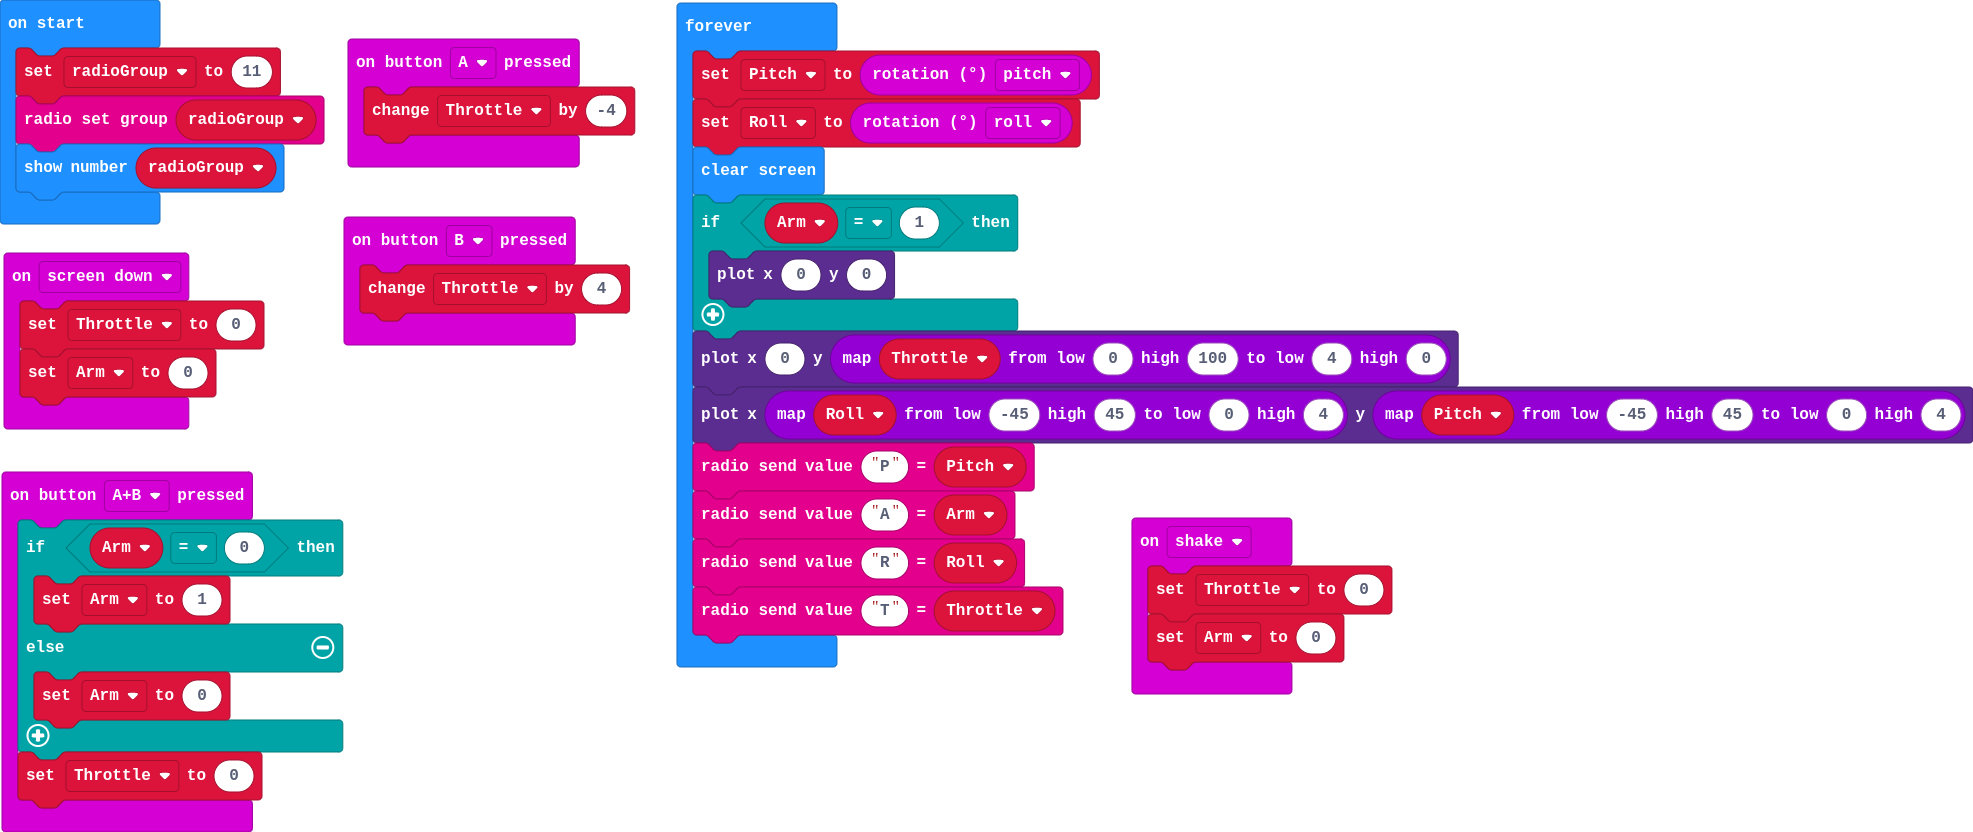 on start
set radioGroup to 11
radio set group radioGroup
show number radioGroup
on screen down
set Throttle to 0
set Arm to 0
on button A+B pressed
if Arm = 0 then
set Arm to 1
else
set Arm to 0
set Throttle to 0
on button A pressed
change Throttle by -4
on button B pressed
change Throttle by 4
forever
set Pitch to rotation (°) pitch
set Roll to rotation (°) roll
clear screen
if Arm = 1 then
plot x 0 y 0
plot x 0 y map Throttle from low 0 high 100 to low 4 high 0
plot x map Roll from low -45 high 45 to low 0 high 4 y map Pitch from low -45 high 45 to low 0 high 4
radio send value "P" = Pitch
radio send value "A" = Arm
radio send value "R" = Roll
radio send value "T" = Throttle
on shake
set Throttle to 0
set Arm to 0